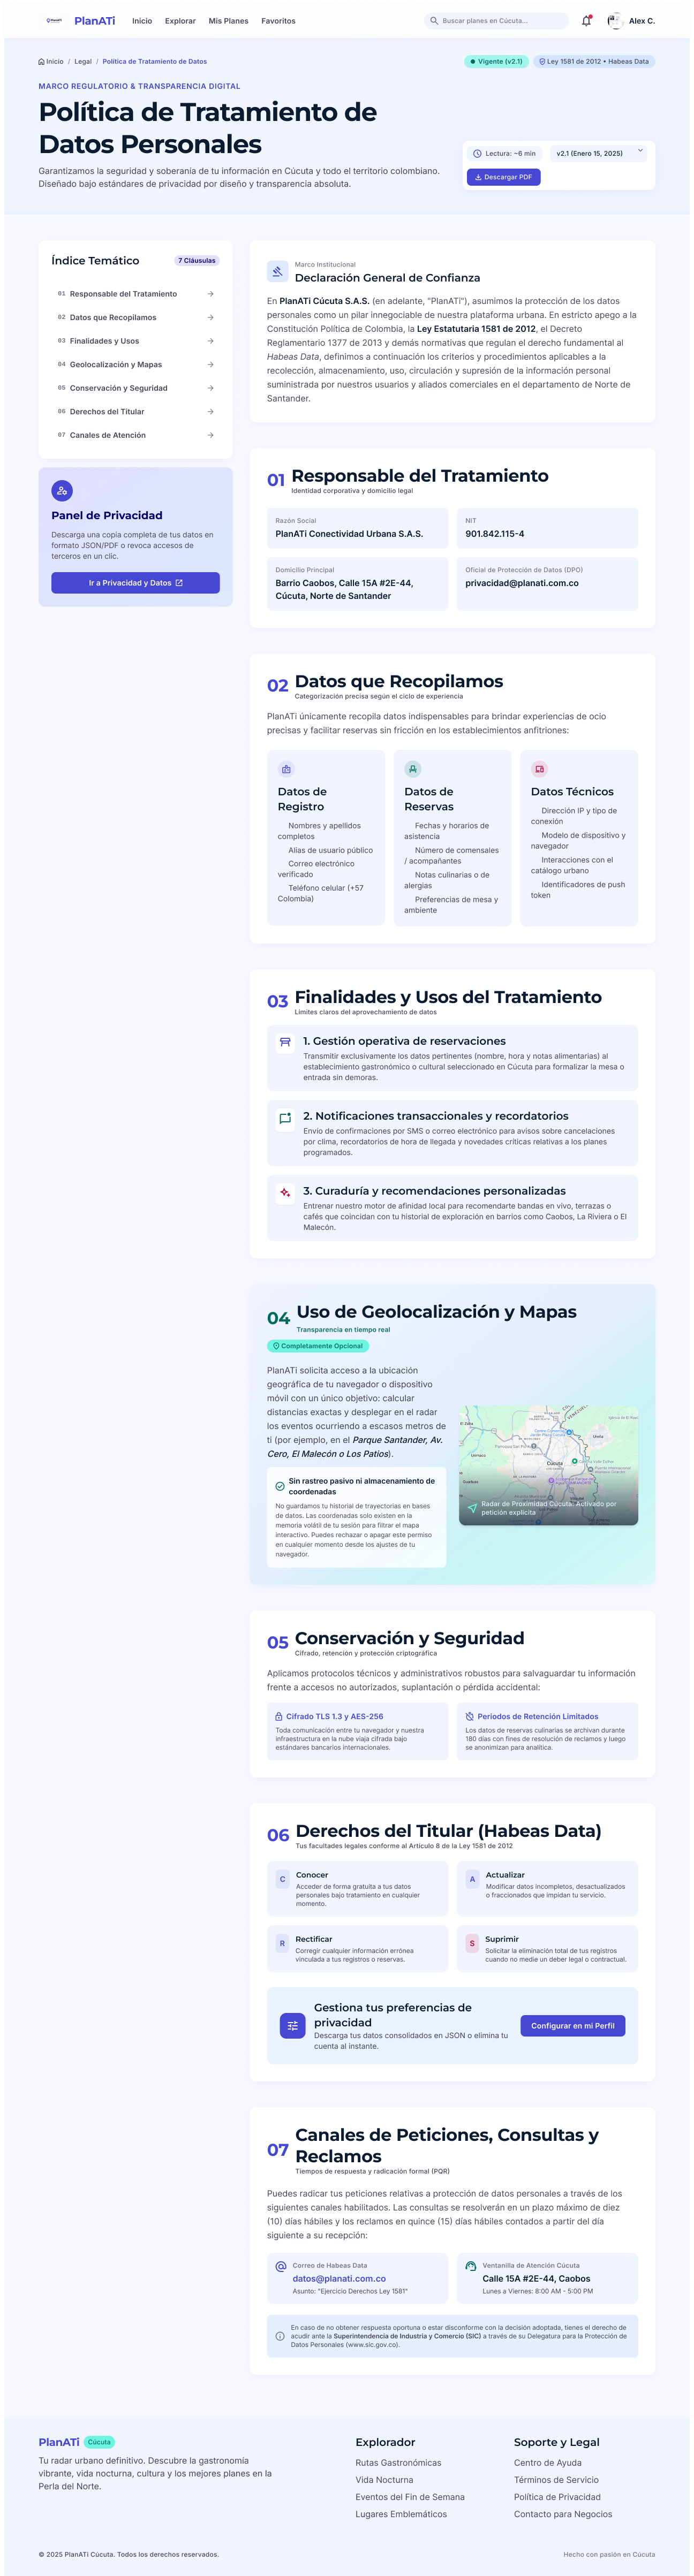 PlanATi
Inicio
Explorar
Mis Planes
Favoritos
Buscar planes en Cúcuta...
Alex C.
Inicio / Legal / Política de Tratamiento de Datos
Vigente (v2.1)
Ley 1581 de 2012 • Habeas Data
MARCO REGULATORIO & TRANSPARENCIA DIGITAL
Política de Tratamiento de
Datos Personales
Garantizamos la seguridad y soberanía de tu información en Cúcuta y todo el territorio colombiano.
Diseñado bajo estándares de privacidad por diseño y transparencia absoluta.
Lectura: ~6 min
v2.1 (Enero 15, 2025)
Descargar PDF
Índice Temático
7 Cláusulas
01 Responsable del Tratamiento
02 Datos que Recopilamos
03 Finalidades y Usos
04 Geolocalización y Mapas
05 Conservación y Seguridad
06 Derechos del Titular
07 Canales de Atención
Panel de Privacidad
Descarga una copia completa de tus datos en
formato JSON/PDF o revoca accesos de
terceros en un clic.
Ir a Privacidad y Datos
Marco Institucional
Declaración General de Confianza
En PlanATi Cúcuta S.A.S. (en adelante, "PlanATi"), asumimos la protección de los datos
personales como un pilar innegociable de nuestra plataforma urbana. En estricto apego a la
Constitución Política de Colombia, la Ley Estatutaria 1581 de 2012, el Decreto
Reglamentario 1377 de 2013 y demás normativas que regulan el derecho fundamental al
Habeas Data, definimos a continuación los criterios y procedimientos aplicables a la
recolección, almacenamiento, uso, circulación y supresión de la información personal
suministrada por nuestros usuarios y aliados comerciales en el departamento de Norte de
Santander.
01 Responsable del Tratamiento
Identidad corporativa y domicilio legal
Razón Social
PlanATi Conectividad Urbana S.A.S.
NIT
901.842.115-4
Domicilio Principal
Barrio Caobos, Calle 15A #2E-44,
Cúcuta, Norte de Santander
Oficial de Protección de Datos (DPO)
privacidad@planati.com.co
02 Datos que Recopilamos
Categorización precisa según el ciclo de experiencia
PlanATi únicamente recopila datos indispensables para brindar experiencias de ocio
precisas y facilitar reservas sin fricción en los establecimientos anfitriones:
Datos de
Registro
Nombres y apellidos
completos
Alias de usuario público
Correo electrónico
verificado
Teléfono celular (+57
Colombia)
Datos de
Reservas
Fechas y horarios de
asistencia
Número de comensales
/ acompañantes
Notas culinarias o de
alergias
Preferencias de mesa y
ambiente
Datos Técnicos
Dirección IP y tipo de
conexión
Modelo de dispositivo y
navegador
Interacciones con el
catálogo urbano
Identificadores de push
token
03 Finalidades y Usos del Tratamiento
Límites claros del aprovechamiento de datos
1. Gestión operativa de reservaciones
Transmitir exclusivamente los datos pertinentes (nombre, hora y notas alimentarias) al
establecimiento gastronómico o cultural seleccionado en Cúcuta para formalizar la mesa o
entrada sin demoras.
2. Notificaciones transaccionales y recordatorios
Envío de confirmaciones por SMS o correo electrónico para avisos sobre cancelaciones
por clima, recordatorios de hora de llegada y novedades críticas relativas a los planes
programados.
3. Curaduría y recomendaciones personalizadas
Entrenar nuestro motor de afinidad local para recomendarte bandas en vivo, terrazas o
cafés que coincidan con tu historial de exploración en barrios como Caobos, La Riviera o El
Malecón.
04 Uso de Geolocalización y Mapas
Transparencia en tiempo real
Completamente Opcional
PlanATi solicita acceso a la ubicación
geográfica de tu navegador o dispositivo
móvil con un único objetivo: calcular
distancias exactas y desplegar en el radar
los eventos ocurriendo a escasos metros de
ti (por ejemplo, en el Parque Santander, Av.
Cero, El Malecón o Los Patios).
Sin rastreo pasivo ni almacenamiento de
coordenadas
No guardamos tu historial de trayectorias en bases
de datos. Las coordenadas solo existen en la
memoria volátil de tu sesión para filtrar el mapa
interactivo. Puedes rechazar o apagar este permiso
en cualquier momento desde los ajustes de tu
navegador.
Cúcuta
Radar de Proximidad Cúcuta: Activado por
petición explícita
05 Conservación y Seguridad
Cifrado, retención y protección criptográfica
Aplicamos protocolos técnicos y administrativos robustos para salvaguardar tu información
frente a accesos no autorizados, suplantación o pérdida accidental:
Cifrado TLS 1.3 y AES-256
Toda comunicación entre tu navegador y nuestra
infraestructura en la nube viaja cifrado bajo
estándares bancarios internacionales.
Periodos de Retención Limitados
Los datos de reservas culinarias se archivan durante
180 días con fines de resolución de reclamos y luego
se anonimizan para analítica.
06 Derechos del Titular (Habeas Data)
Tus facultades legales conforme al Artículo 8 de la Ley 1581 de 2012
C
Conocer
Acceder de forma gratuita a tus datos
personales bajo tratamiento en cualquier
momento.
A
Actualizar
Modificar datos incompletos, desactualizados
o fraccionados que impidan tu servicio.
R
Rectificar
Corregir cualquier información errónea
vinculada a tus registros o reservas.
S
Suprimir
Solicitar la eliminación total de tus registros
cuando no medie un deber legal o contractual.
Gestiona tus preferencias de
privacidad
Descarga tus datos consolidados en JSON o elimina tu
cuenta al instante.
Configurar en mi Perfil
07 Canales de Peticiones, Consultas y
Reclamos
Tiempos de respuesta y radicación formal (PQR)
Puedes radicar tus peticiones relativas a protección de datos personales a través de los
siguientes canales habilitados. Las consultas se resolverán en un plazo máximo de diez
(10) días hábiles y los reclamos en quince (15) días hábiles contados a partir del día
siguiente a su recepción:
Correo de Habeas Data
datos@planati.com.co
Asunto: "Ejercicio Derechos Ley 1581"
Ventanilla de Atención Cúcuta
Calle 15A #2E-44, Caobos
Lunes a Viernes: 8:00 AM - 5:00 PM
En caso de no obtener respuesta oportuna o estar disconforme con la decisión adoptada, tienes el derecho de
acudir ante la Superintendencia de Industria y Comercio (SIC) a través de su Delegatura para la Protección de
Datos Personales (www.sic.gov.co).
PlanATi
Cúcuta
Tu radar urbano definitivo. Descubre la gastronomía
vibrante, vida nocturna, cultura y los mejores planes en la
Perla del Norte.
Explorador
Rutas Gastronómicas
Vida Nocturna
Eventos del Fin de Semana
Lugares Emblemáticos
Soporte y Legal
Centro de Ayuda
Términos de Servicio
Política de Privacidad
Contacto para Negocios
© 2025 PlanATi Cúcuta. Todos los derechos reservados.
Hecho con pasión en Cúcuta